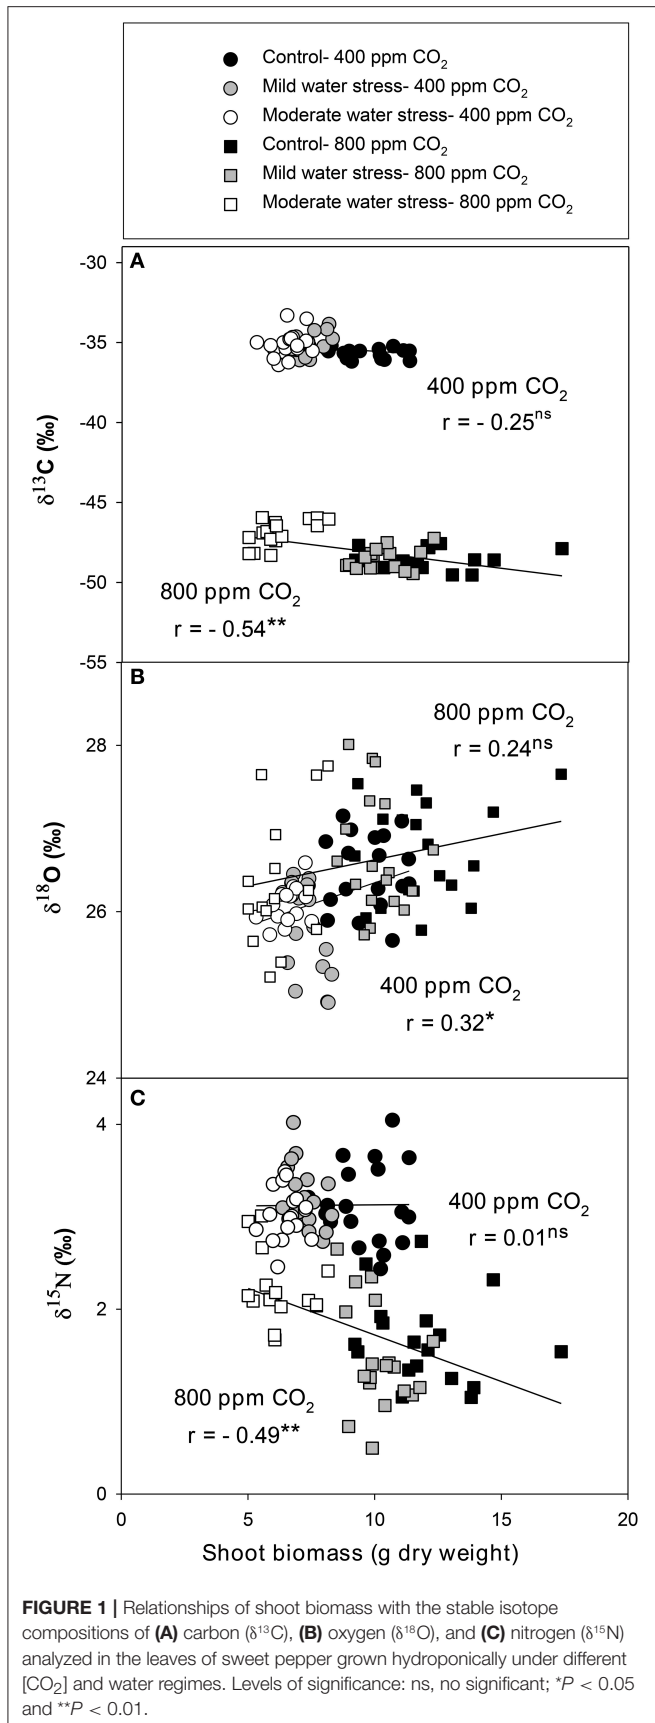 Control- 400 ppm CO₂
Mild water stress- 400 ppm CO₂
Moderate water stress- 400 ppm CO₂
Control- 800 ppm CO₂
Mild water stress- 800 ppm CO₂
Moderate water stress- 800 ppm CO₂
A
-30
-35
-40
-45
-50
-55
δ¹³C (‰)
400 ppm CO₂
r = - 0.25ⁿˢ
800 ppm CO₂
r = - 0.54**
B
28
26
24
δ¹⁸O (‰)
800 ppm CO₂
r = 0.24ⁿˢ
400 ppm CO₂
r = 0.32*
C
4
2
0
δ¹⁵N (‰)
400 ppm CO₂
r = 0.01ⁿˢ
800 ppm CO₂
r = - 0.49**
0 5 10 15 20
Shoot biomass (g dry weight)
FIGURE 1 | Relationships of shoot biomass with the stable isotope
compositions of (A) carbon (δ¹³C), (B) oxygen (δ¹⁸O), and (C) nitrogen (δ¹⁵N)
analyzed in the leaves of sweet pepper grown hydroponically under different
[CO₂] and water regimes. Levels of significance: ns, no significant; *P < 0.05
and **P < 0.01.